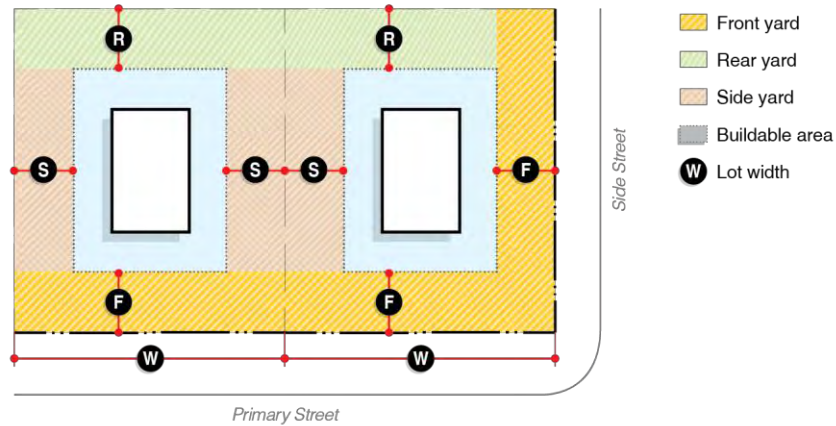 R
R
Front yard
Rear yard
Side yard
Buildable area
W Lot width
S
S
S
F
Side Street
F
F
W
W
Primary Street